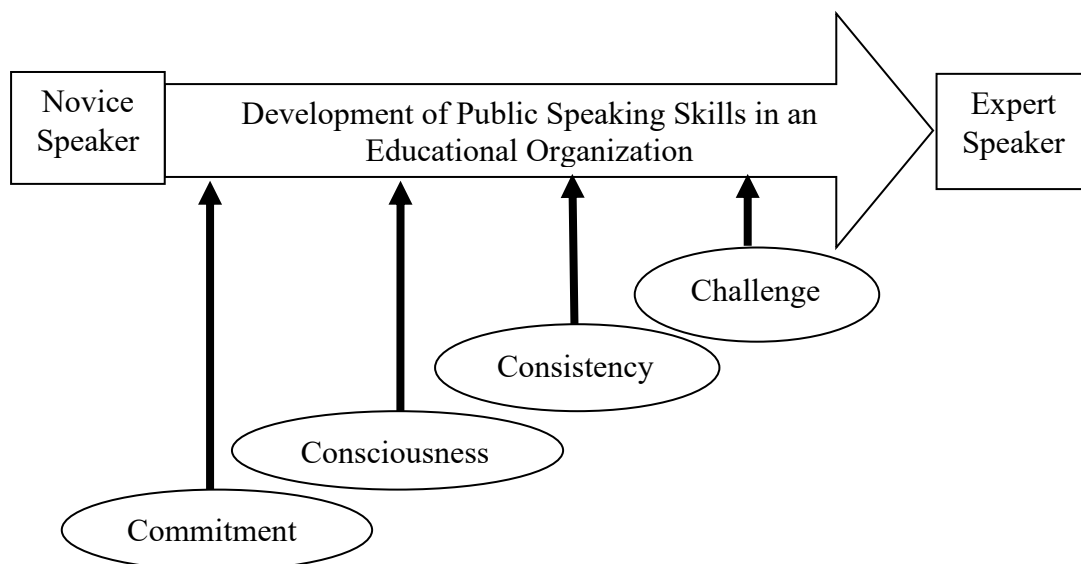 Novice
Speaker
Development of Public Speaking Skills in an
Educational Organization
Expert
Speaker
Challenge
Consistency
Consciousness
Commitment